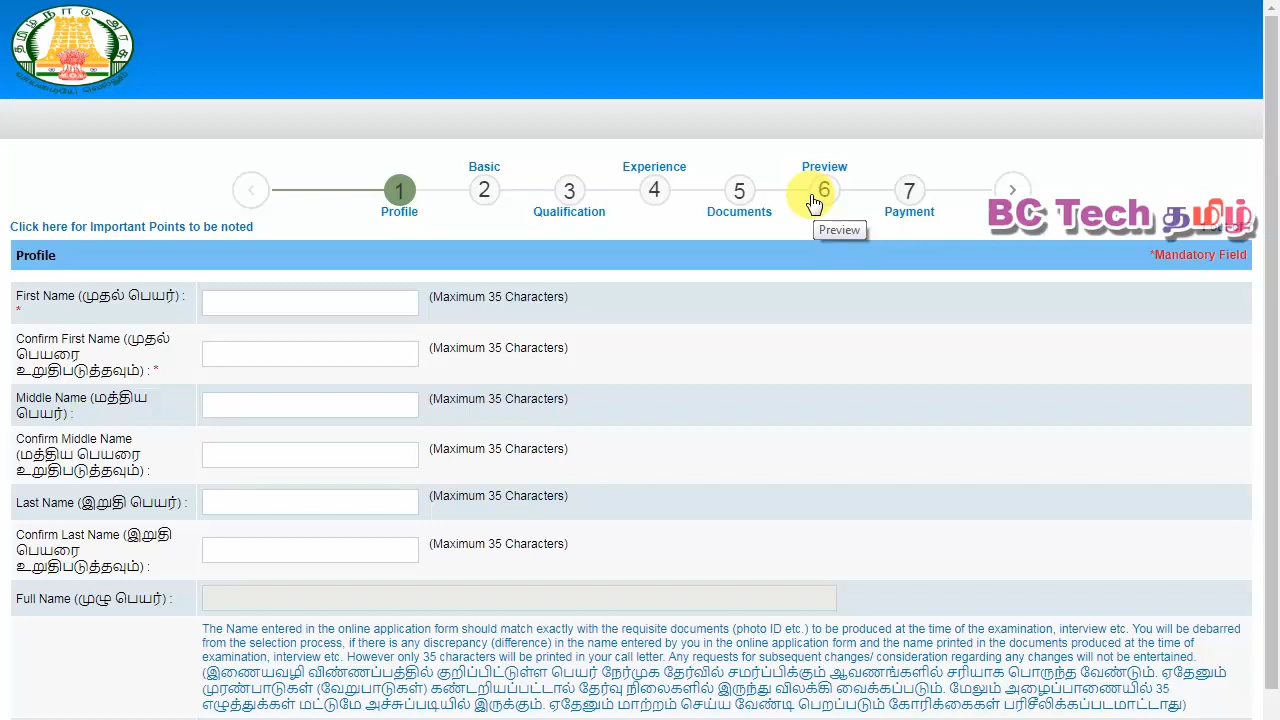 தமிழ் நாடு அரசு
வாய்மையே வெல்லும்
Basic
Experience
Preview
1
2
3
4
5
6
7
Profile
Qualification
Documents
Payment
Preview
BC Tech தமிழ்
Click here for Important Points to be noted
Profile
*Mandatory Field
First Name (முதல் பெயர்) :
*
(Maximum 35 Characters)
Confirm First Name (முதல்
பெயரை
உறுதிபடுத்தவும்) : *
(Maximum 35 Characters)
Middle Name (மத்திய
பெயர்) :
(Maximum 35 Characters)
Confirm Middle Name
(மத்திய பெயரை
உறுதிபடுத்தவும்) :
(Maximum 35 Characters)
Last Name (இறுதி பெயர்) :
(Maximum 35 Characters)
Confirm Last Name (இறுதி
பெயரை
உறுதிபடுத்தவும்) :
(Maximum 35 Characters)
Full Name (முழு பெயர்) :
The Name entered in the online application form should match exactly with the requisite documents (photo ID etc.) to be produced at the time of the examination, interview etc. You will be debarred
from the selection process, if there is any discrepancy (difference) in the name entered by you in the online application form and the name printed in the documents produced at the time of
examination, interview etc. However only 35 characters will be printed in your call letter. Any requests for subsequent changes/ consideration regarding any changes will not be entertained.
(இணையவழி விண்ணப்பத்தில் குறிப்பிட்டுள்ள பெயர் நேர்முக தேர்வில் சமர்ப்பிக்கும் ஆவணங்களில் சரியாக பொருந்த வேண்டும். ஏதேனும்
முரண்பாடுகள் (வேறுபாடுகள்) கண்டறியப்பட்டால் தேர்வு நிலைகளில் இருந்து விலக்கி வைக்கப்படும். மேலும் அழைப்பாணையில் 35
எழுத்துக்கள் மட்டுமே அச்சுப்படியில் இருக்கும். ஏதேனும் மாற்றம் செய்ய வேண்டி பெறப்படும் கோரிக்கைகள் பரிசீலிக்கப்படமாட்டாது)